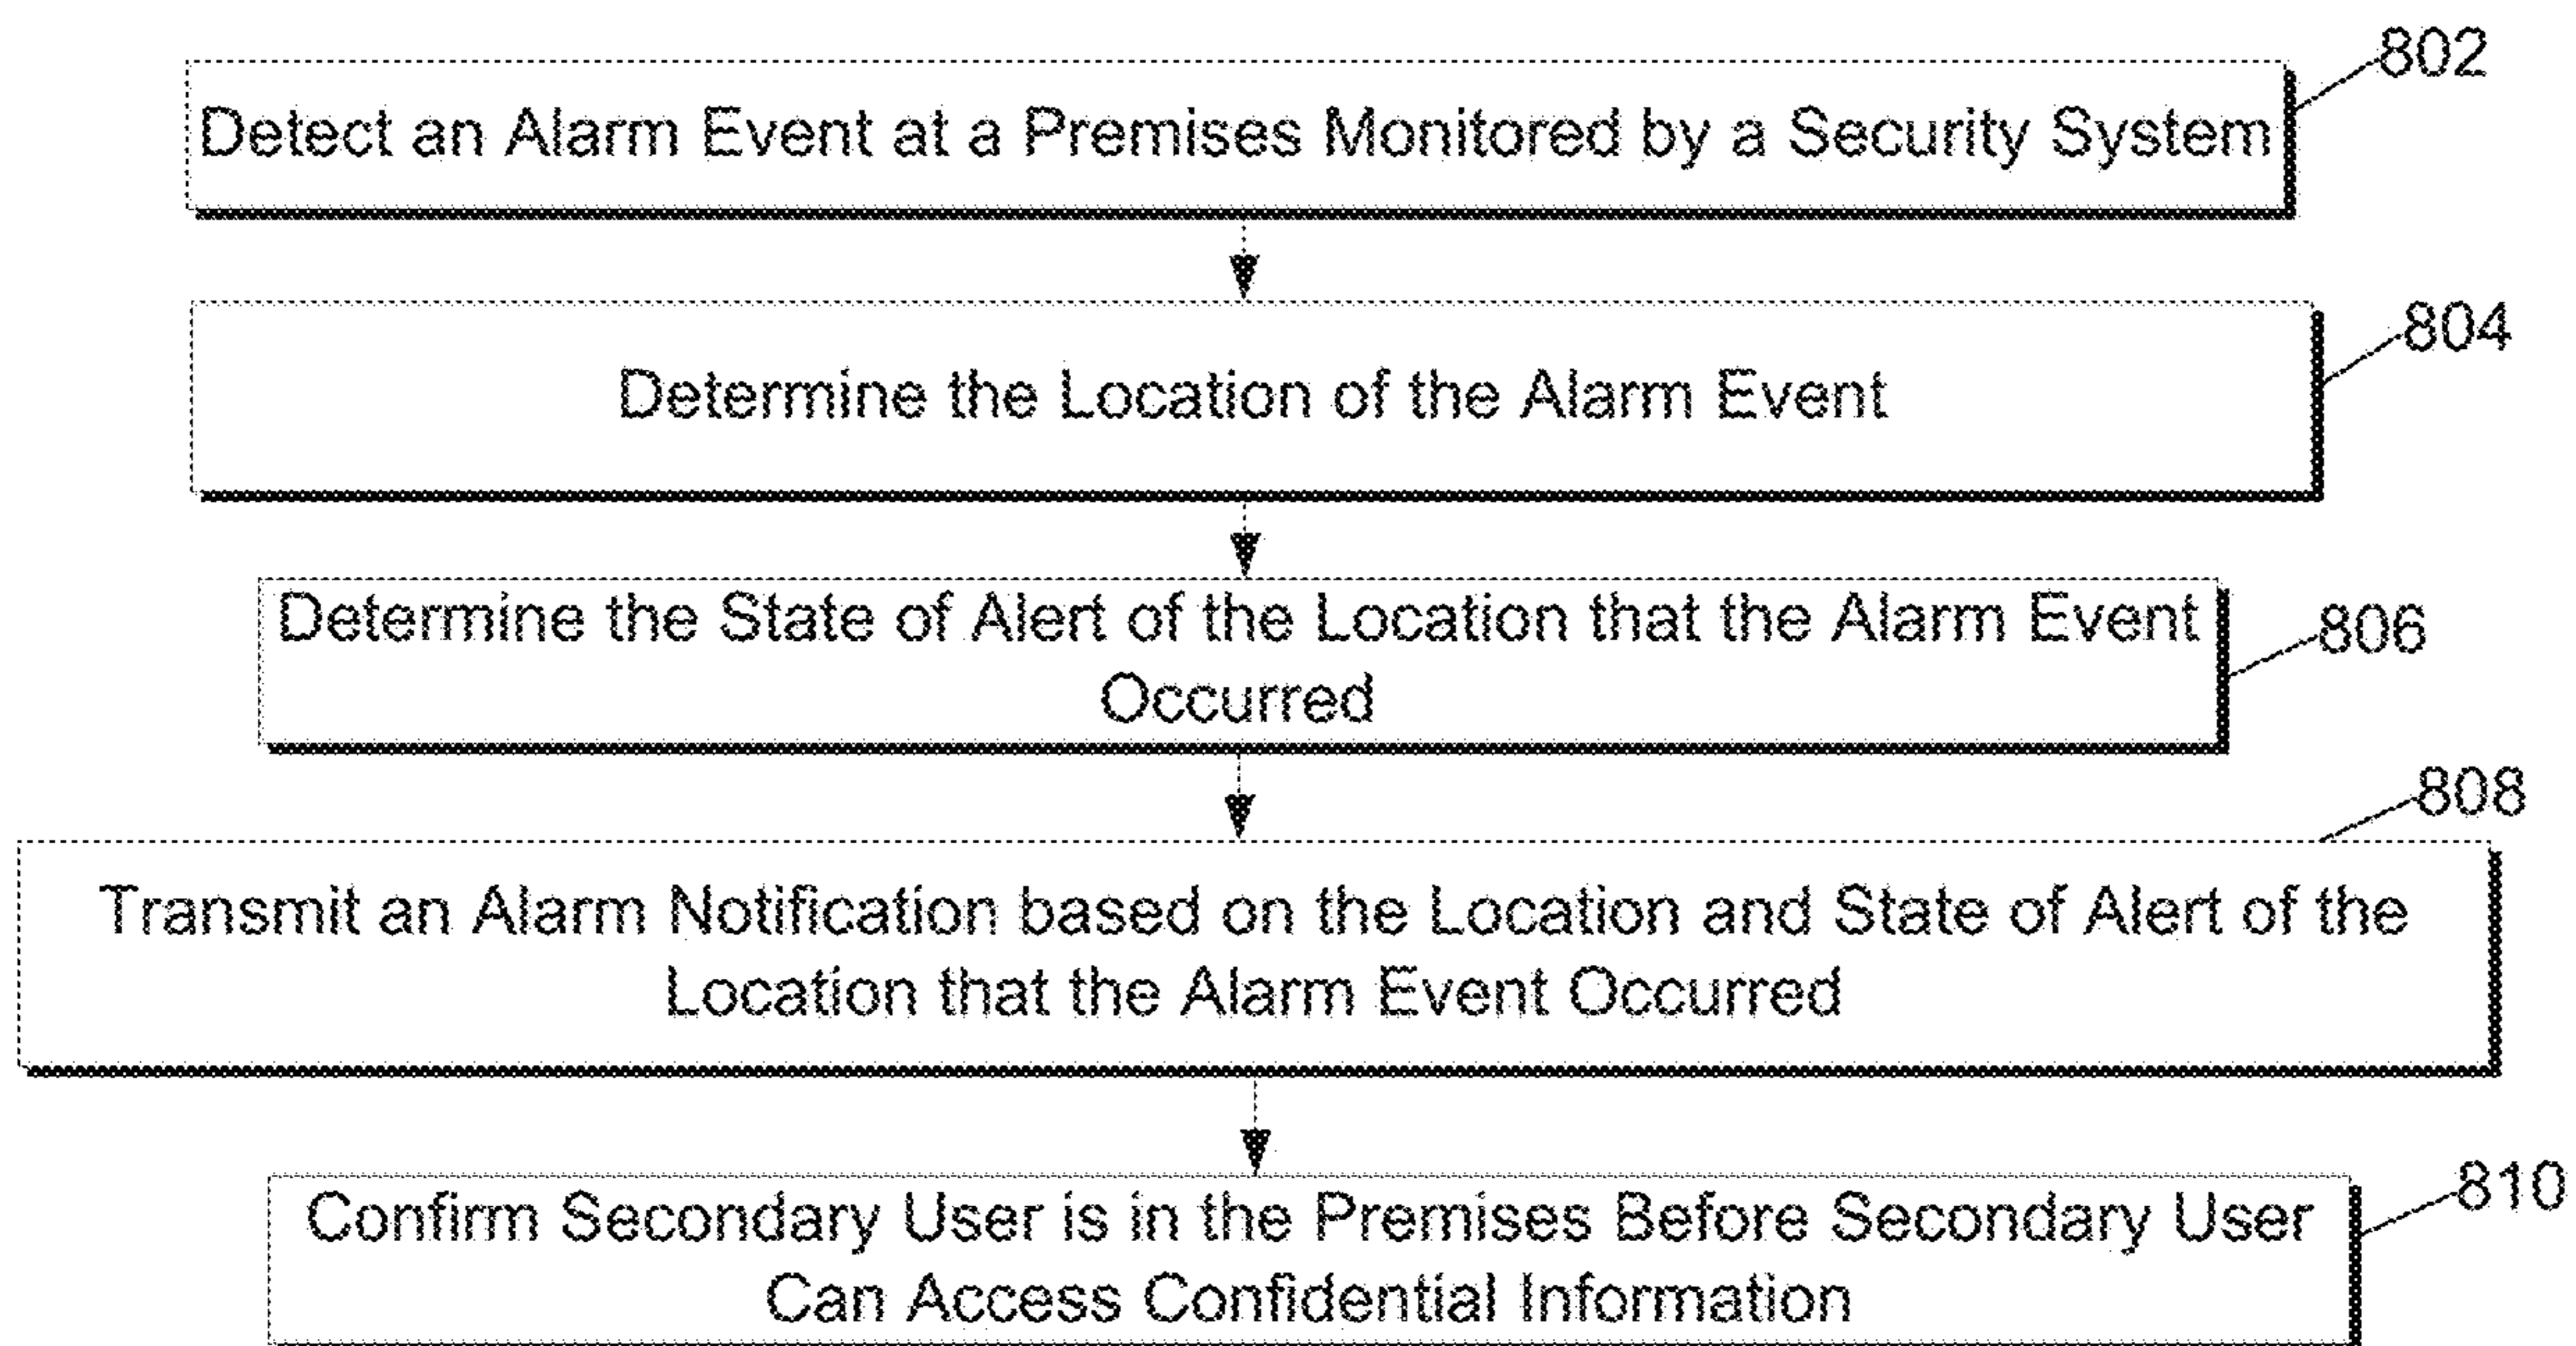 802
Detect an Alarm Event at a Premises Monitored by a Security System
804
Determine the Location of the Alarm Event
Determine the State of Alert of the Location that the Alarm Event
Occurred
806
808
Transmit an Alarm Notification based on the Location and State of Alert of the
Location that the Alarm Event Occurred
810
Confirm Secondary User is in the Premises Before Secondary User
Can Access Confidential Information